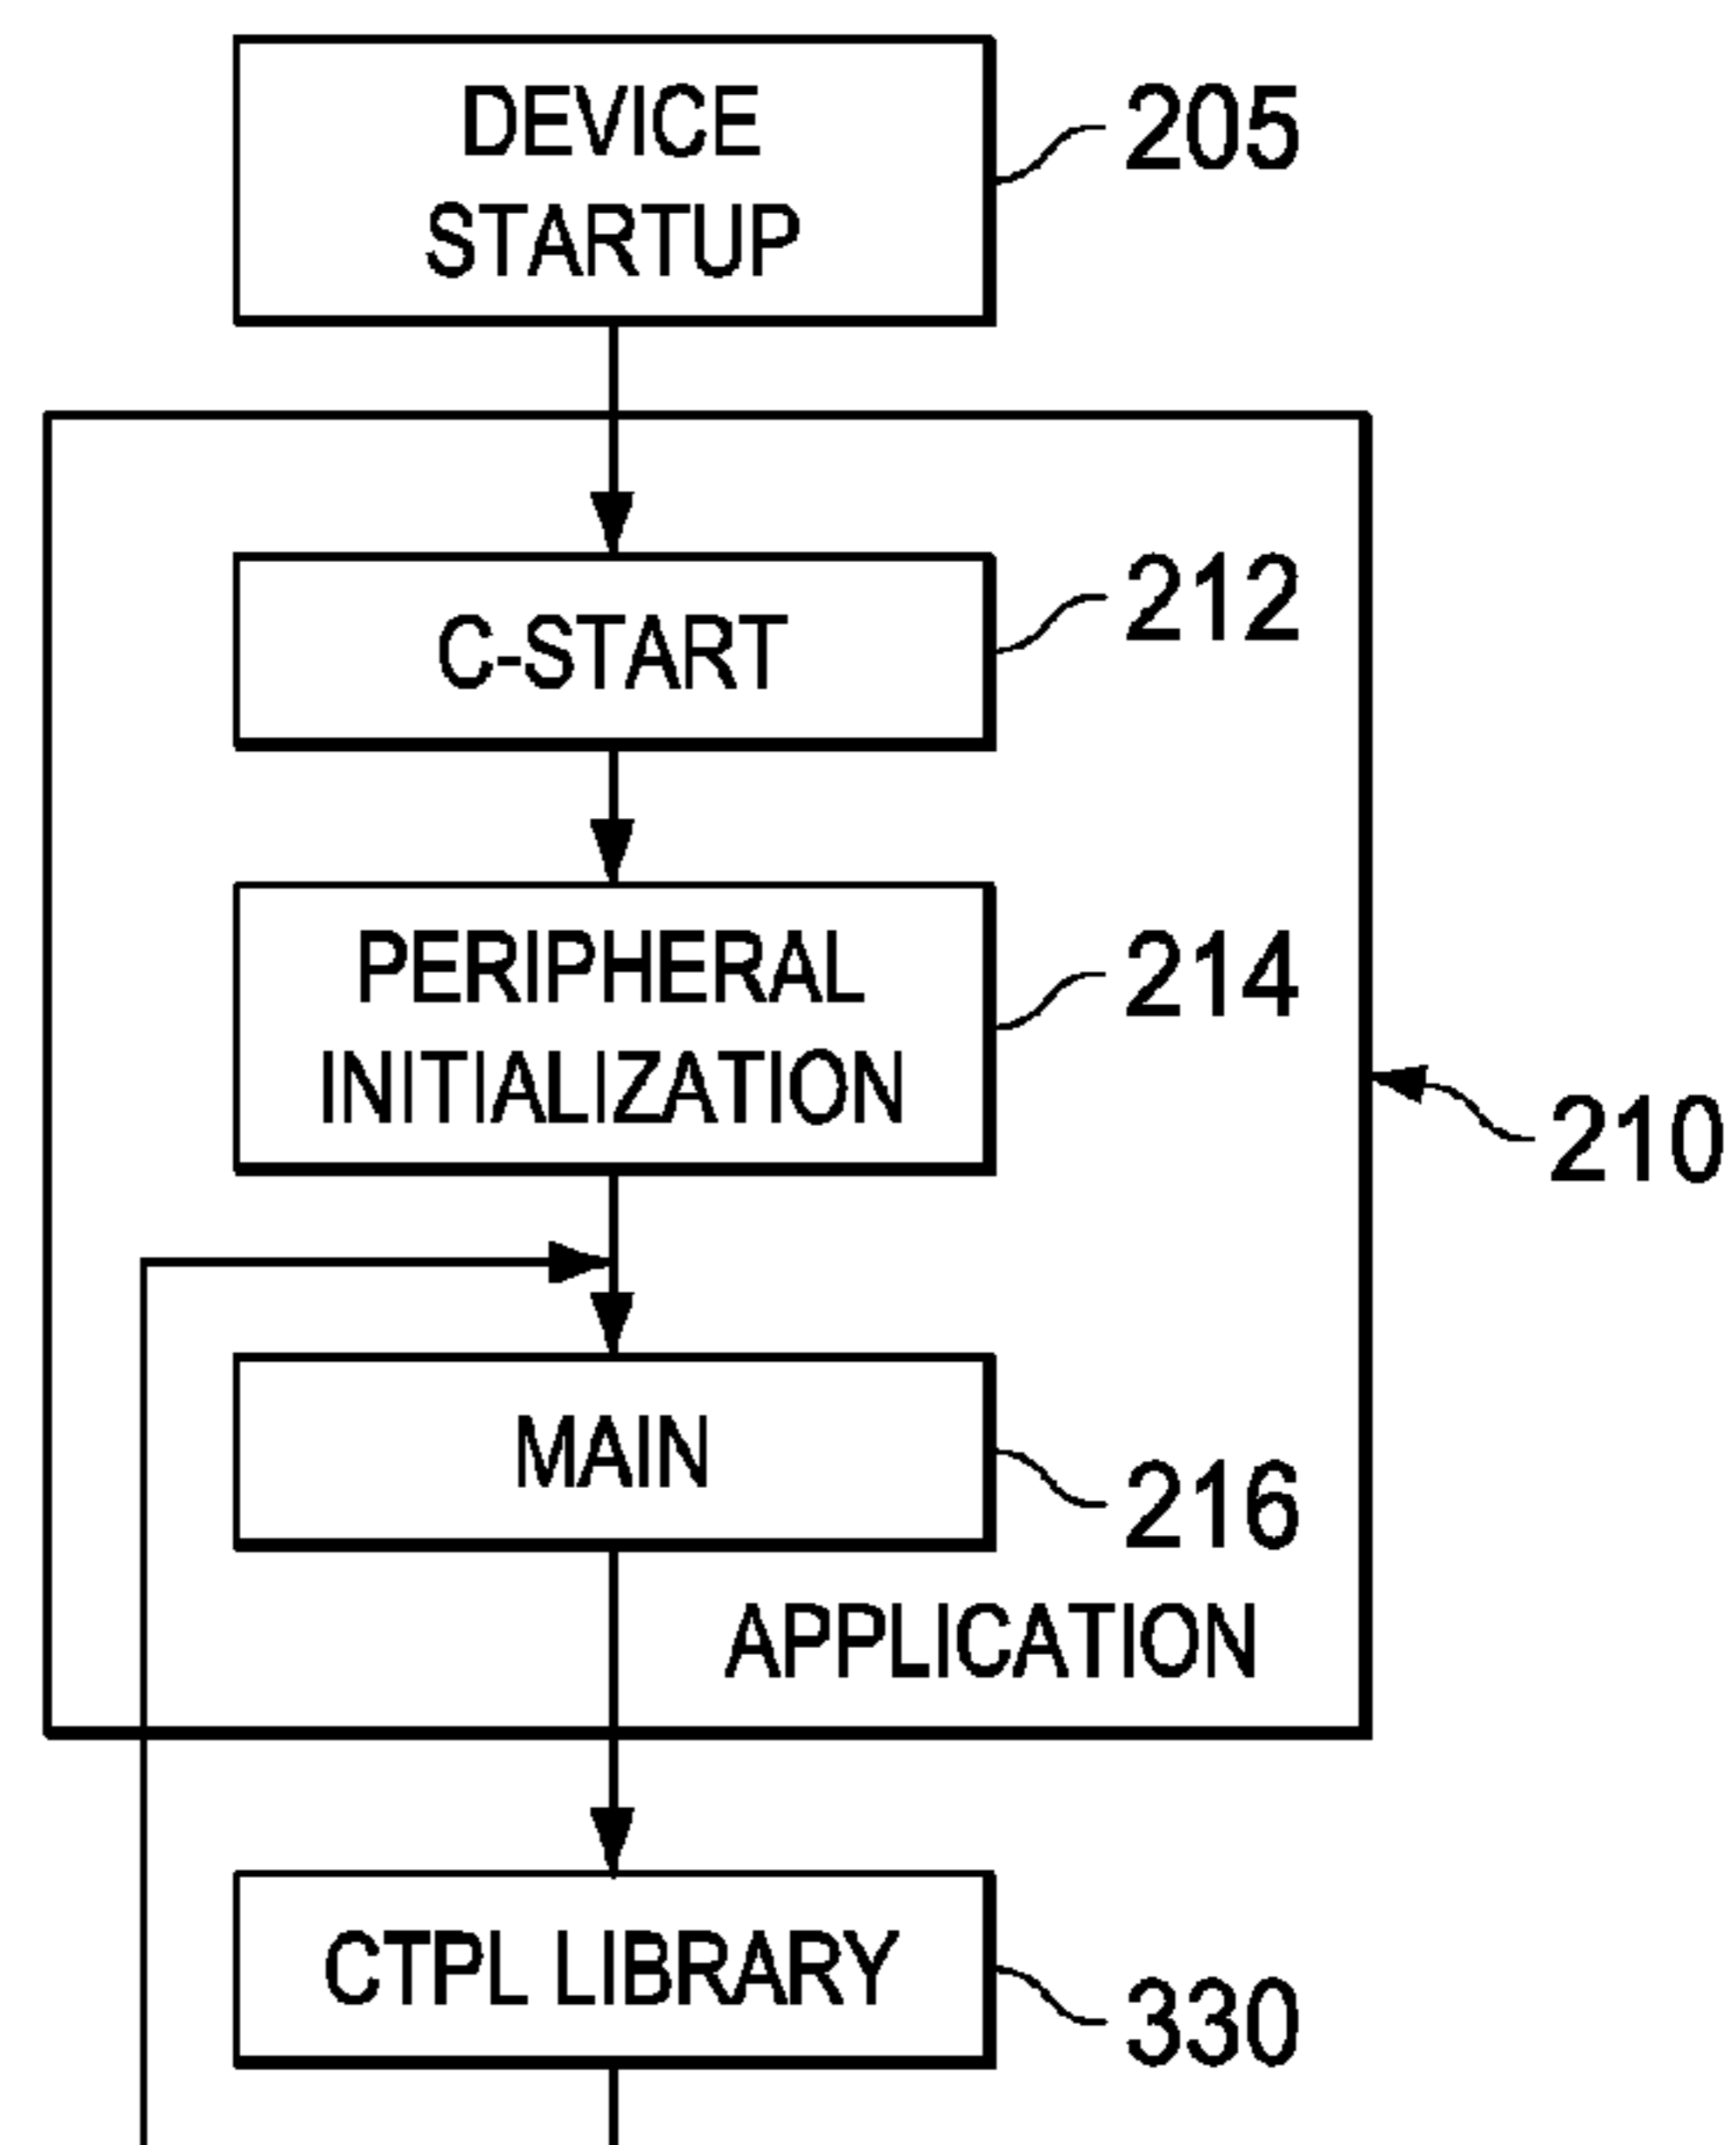 DEVICE
STARTUP
205
C-START
212
PERIPHERAL
INITIALIZATION
214
210
MAIN
216
APPLICATION
CTPL LIBRARY
330